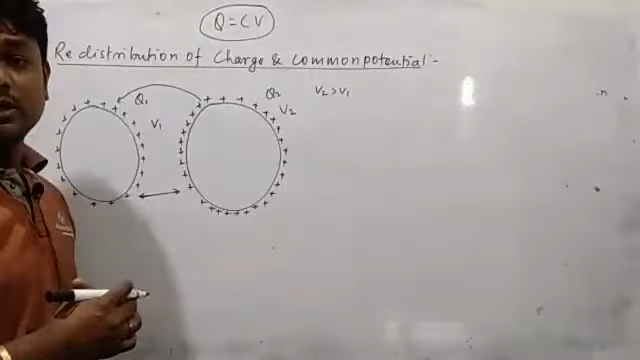 Q = CV
Redistribution of Charge & common potential :-
Q₁
V₁
Q₂
V₂
V₂ > V₁